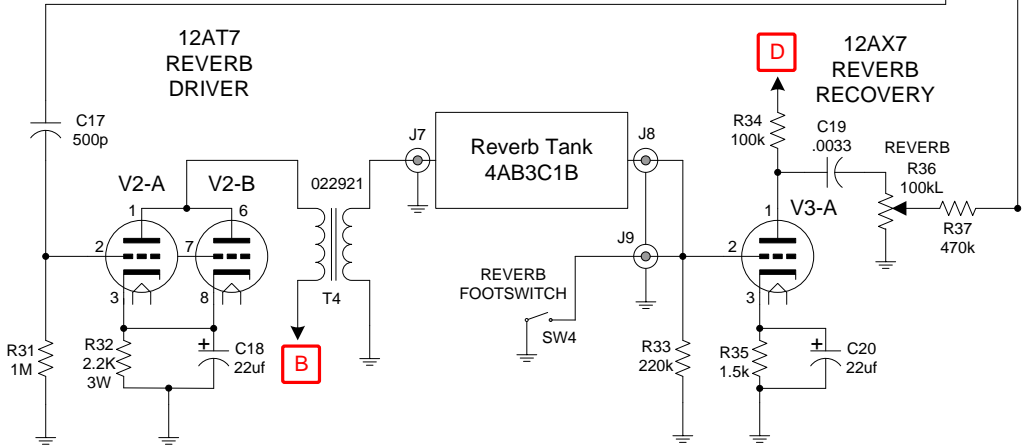 12AT7
REVERB
DRIVER
12AX7
REVERB
RECOVERY
D
C17
500p
R34
100k
C19
.0033
REVERB
R36
100kL
J7
Reverb Tank
4AB3C1B
J8
V2-A
V2-B
022921
1
6
V3-A
1
R37
470k
2
7
J9
2
3
8
T4
REVERB
FOOTSWITCH
SW4
3
R31
1M
R32
2.2K
3W
+
C18
22uf
B
R33
220k
R35
1.5k
+
C20
22uf